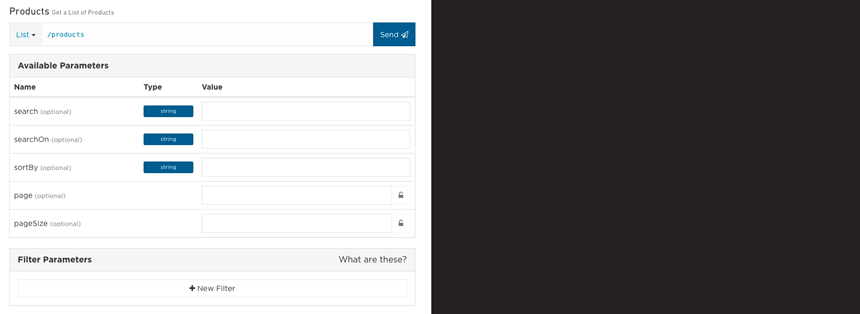 Products Get a List of Products
List /products Send
Available Parameters
Name Type Value
search (optional) string
searchOn (optional) string
sortBy (optional) string
page (optional)
pageSize (optional)
Filter Parameters What are these?
+ New Filter